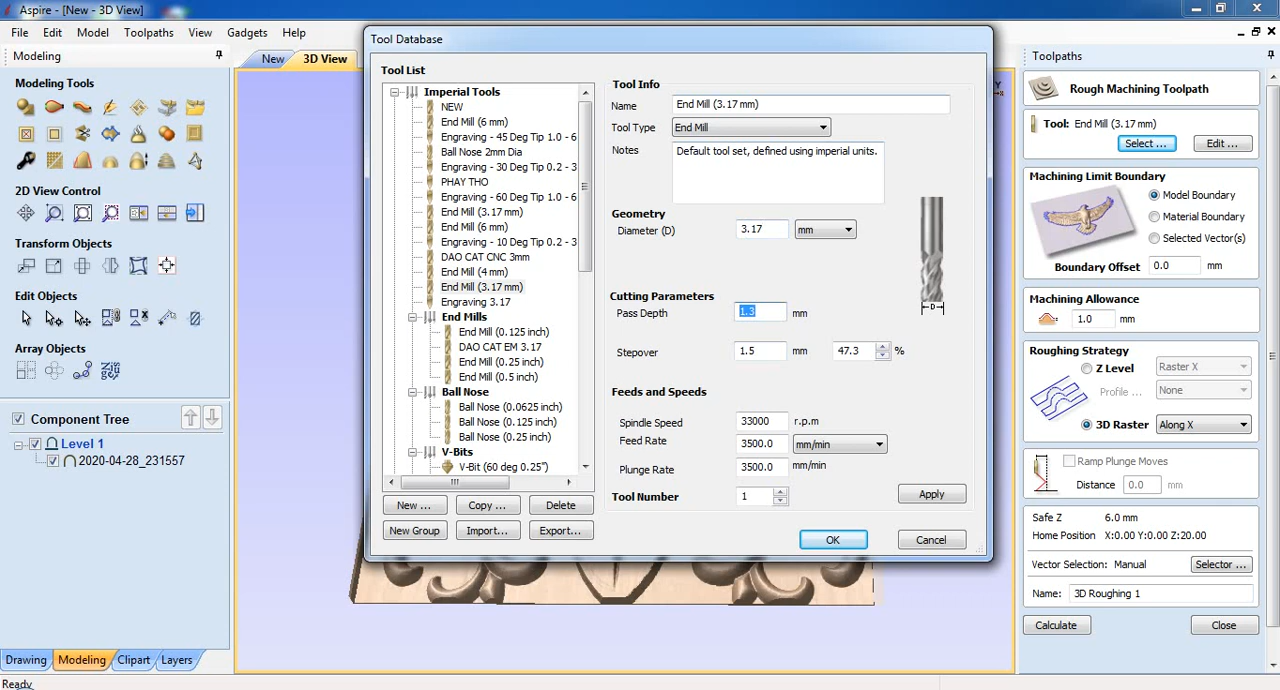 Aspire - [New - 3D View]
File Edit Model Toolpaths View Gadgets Help
Modeling
New 3D View
Modeling Tools
2D View Control
Transform Objects
Edit Objects
Array Objects
Component Tree
Level 1
2020-04-28_231557
Drawing Modeling Clipart Layers
Ready
Tool Database
Tool List
Imperial Tools
NEW
End Mill (6 mm)
Engraving - 45 Deg Tip 1.0 - 6
Ball Nose 2mm Dia
Engraving - 30 Deg Tip 0.2 - 3
PHAY THO
Engraving - 60 Deg Tip 1.0 - 6
End Mill (3.17 mm)
End Mill (6 mm)
Engraving - 10 Deg Tip 0.2 - 3
DAO CAT CNC 3mm
End Mill (4 mm)
End Mill (3.17 mm)
Engraving 3.17
End Mills
End Mill (0.125 inch)
DAO CAT EM 3.17
End Mill (0.25 inch)
End Mill (0.5 inch)
Ball Nose
Ball Nose (0.0625 inch)
Ball Nose (0.125 inch)
Ball Nose (0.25 inch)
V-Bits
V-Bit (60 deg 0.25")
New ... Copy ... Delete
New Group Import... Export...
Tool Info
Name End Mill (3.17 mm)
Tool Type End Mill
Notes Default tool set, defined using imperial units.
Geometry
Diameter (D) 3.17 mm
D
Cutting Parameters
Pass Depth 1.3 mm
Stepover 1.5 mm 47.3 %
Feeds and Speeds
Spindle Speed 33000 r.p.m
Feed Rate 3500.0 mm/min
Plunge Rate 3500.0 mm/min
Tool Number 1 Apply
OK Cancel
Y
Toolpaths
Rough Machining Toolpath
Tool: End Mill (3.17 mm)
Select ... Edit ...
Machining Limit Boundary
Model Boundary
Material Boundary
Selected Vector(s)
Boundary Offset 0.0 mm
Machining Allowance
1.0 mm
Roughing Strategy
Z Level Raster X
Profile ... None
3D Raster Along X
Ramp Plunge Moves
Distance 0.0 mm
Safe Z 6.0 mm
Home Position X:0.00 Y:0.00 Z:20.00
Vector Selection: Manual Selector ...
Name: 3D Roughing 1
Calculate Close